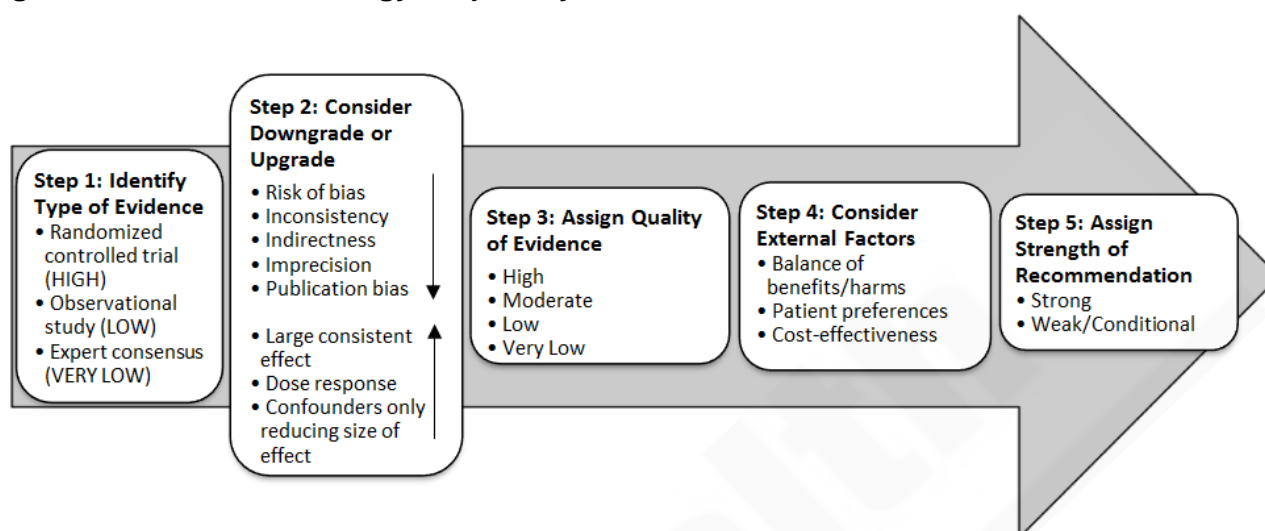 Step 1: Identify
Type of Evidence
• Randomized
controlled trial
(HIGH)
• Observational
study (LOW)
• Expert consensus
(VERY LOW)
Step 2: Consider
Downgrade or
Upgrade
• Risk of bias
• Inconsistency
• Indirectness
• Imprecision
• Publication bias
• Large consistent
effect
• Dose response
• Confounders only
reducing size of
effect
Step 3: Assign Quality
of Evidence
• High
• Moderate
• Low
• Very Low
Step 4: Consider
External Factors
• Balance of
benefits/harms
• Patient preferences
• Cost-effectiveness
Step 5: Assign
Strength of
Recommendation
• Strong
• Weak/Conditional